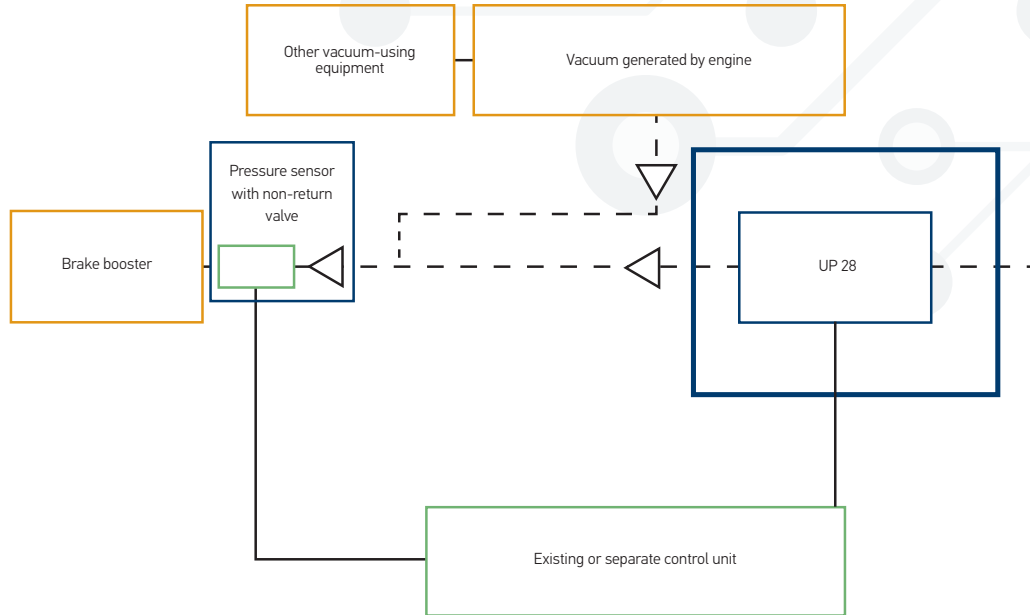 Other vacuum-using
equipment
Vacuum generated by engine
Pressure sensor
with non-return
valve
Brake booster
UP 28
Existing or separate control unit